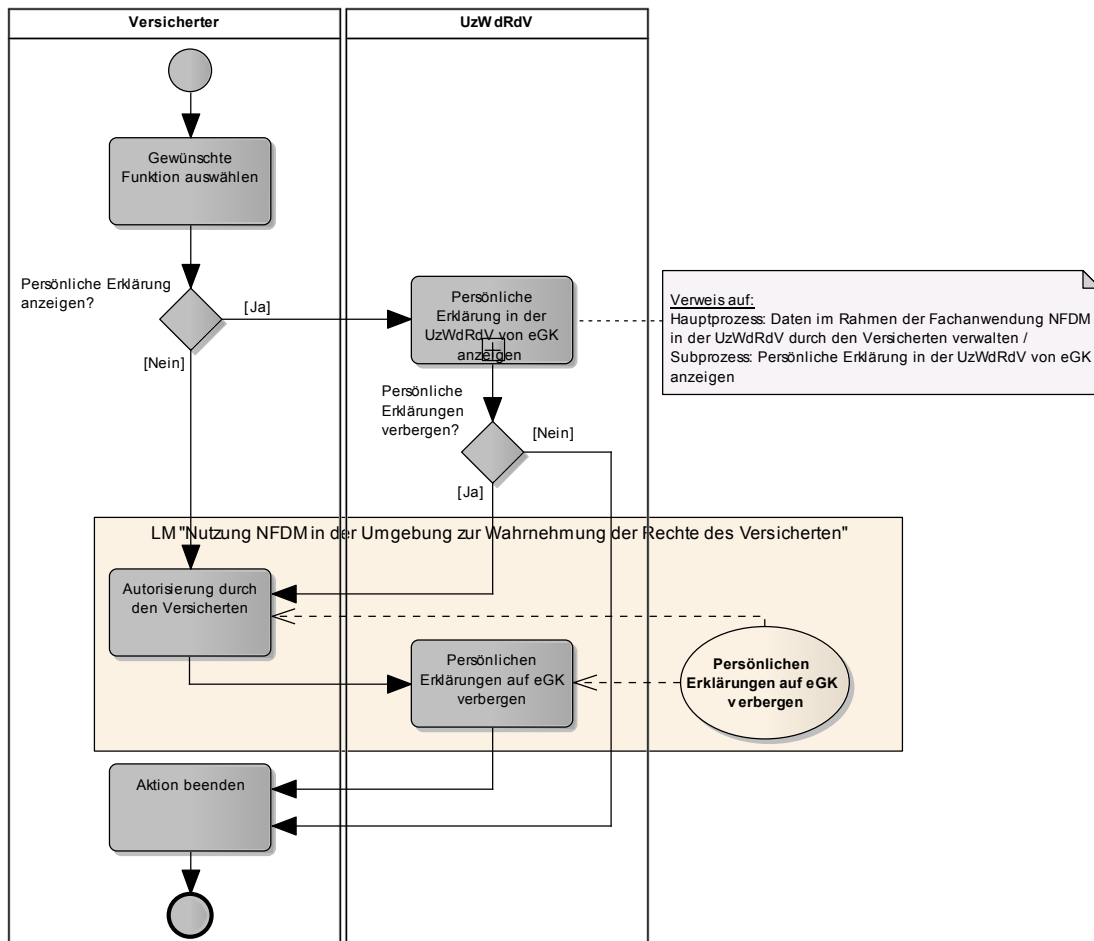 Versicherter
UzWdRdV
Gewünschte
Funktion auswählen
Persönliche Erklärung
anzeigen?
[Ja]
[Nein]
Persönliche
Erklärung in der
UzWdRdV von eGK
anzeigen
Verweis auf:
Hauptprozess: Daten im Rahmen der Fachanwendung NFDM
in der UzWdRdV durch den Versicherten verwalten /
Subprozess: Persönliche Erklärung in der UzWdRdV von eGK
anzeigen
Persönliche
Erklärungen
verbergen?
[Nein]
[Ja]
LM "Nutzung NFDM in der Umgebung zur Wahrnehmung der Rechte des Versicherten"
Autorisierung durch
den Versicherten
Persönlichen
Erklärungen auf eGK
verbergen
Persönlichen
Erklärungen auf eGK
verbergen
Aktion beenden